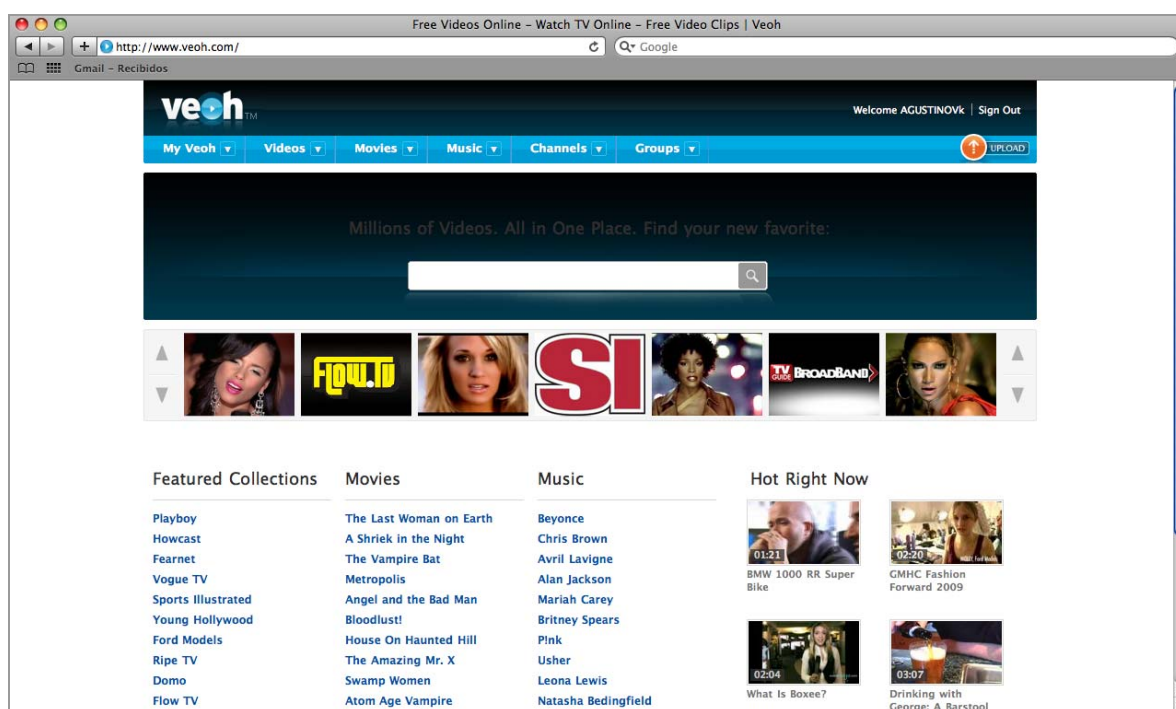 Free Videos Online – Watch TV Online – Free Video Clips | Veoh
http://www.veoh.com/
Google
Gmail – Recibidos
veoh TM
Welcome AGUSTINOVk | Sign Out
My Veoh Videos Movies Music Channels Groups UPLOAD
Millions of Videos. All in One Place. Find your new favorite:
FLOW.TV
SI
TV GUIDE BROADBAND
Featured Collections
Playboy
Howcast
Fearnet
Vogue TV
Sports Illustrated
Young Hollywood
Ford Models
Ripe TV
Domo
Flow TV
Movies
The Last Woman on Earth
A Shriek in the Night
The Vampire Bat
Metropolis
Angel and the Bad Man
Bloodlust!
House On Haunted Hill
The Amazing Mr. X
Swamp Women
Atom Age Vampire
Music
Beyonce
Chris Brown
Avril Lavigne
Alan Jackson
Mariah Carey
Britney Spears
P!nk
Usher
Leona Lewis
Natasha Bedingfield
Hot Right Now
01:21
BMW 1000 RR Super
Bike
02:20
GMHC Fashion
Forward 2009
02:04
What Is Boxee?
03:07
Drinking with
George: A Barstool